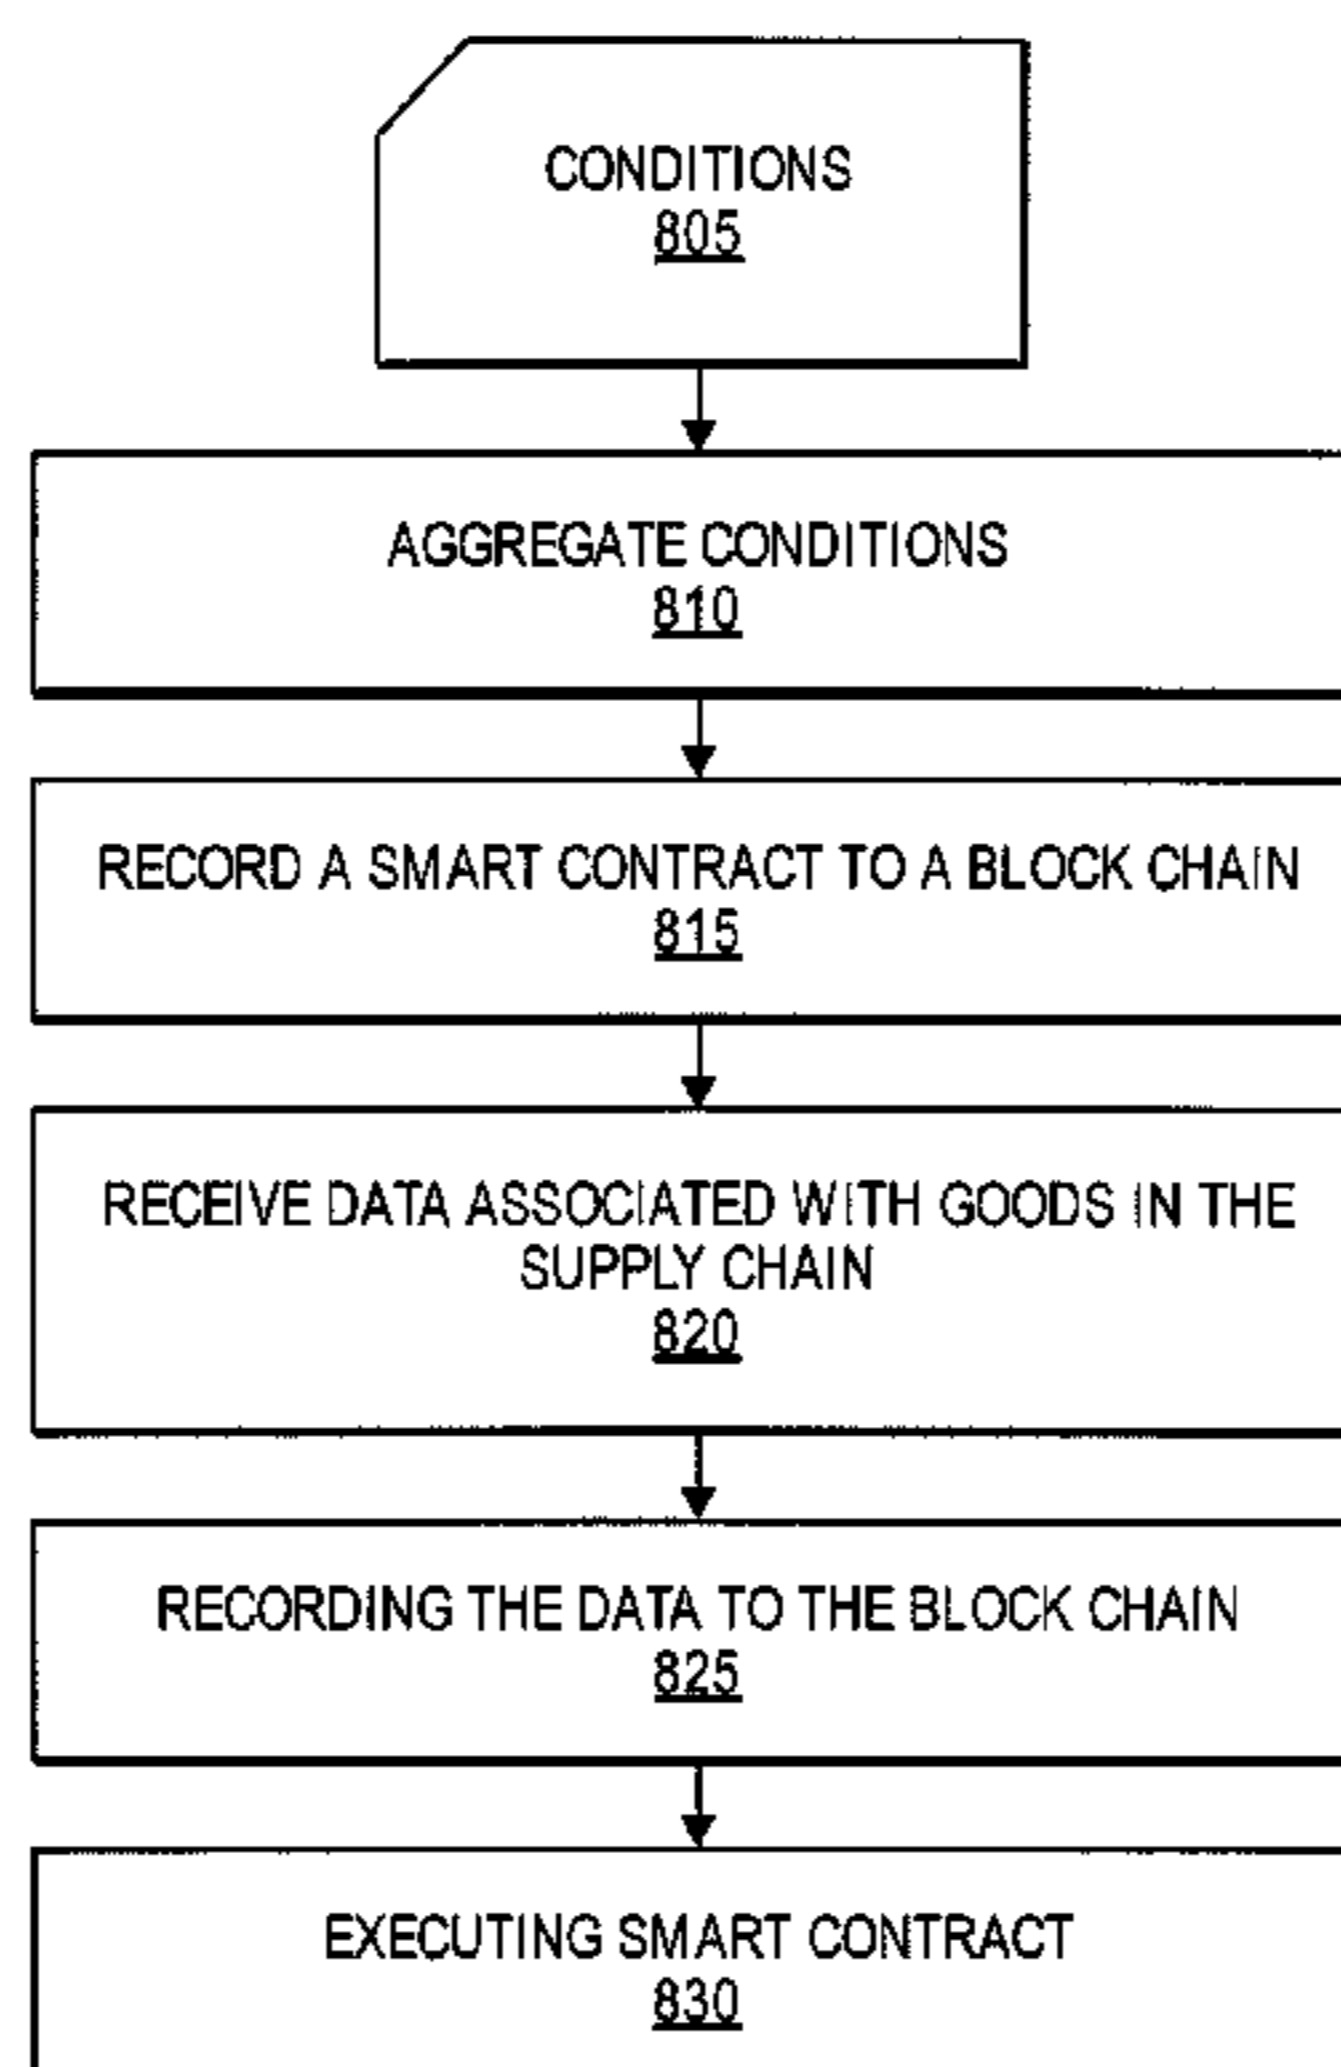 CONDITIONS
805
AGGREGATE CONDITIONS
810
RECORD A SMART CONTRACT TO A BLOCK CHAIN
815
RECEIVE DATA ASSOCIATED WITH GOODS IN THE
SUPPLY CHAIN
820
RECORDING THE DATA TO THE BLOCK CHAIN
825
EXECUTING SMART CONTRACT
830